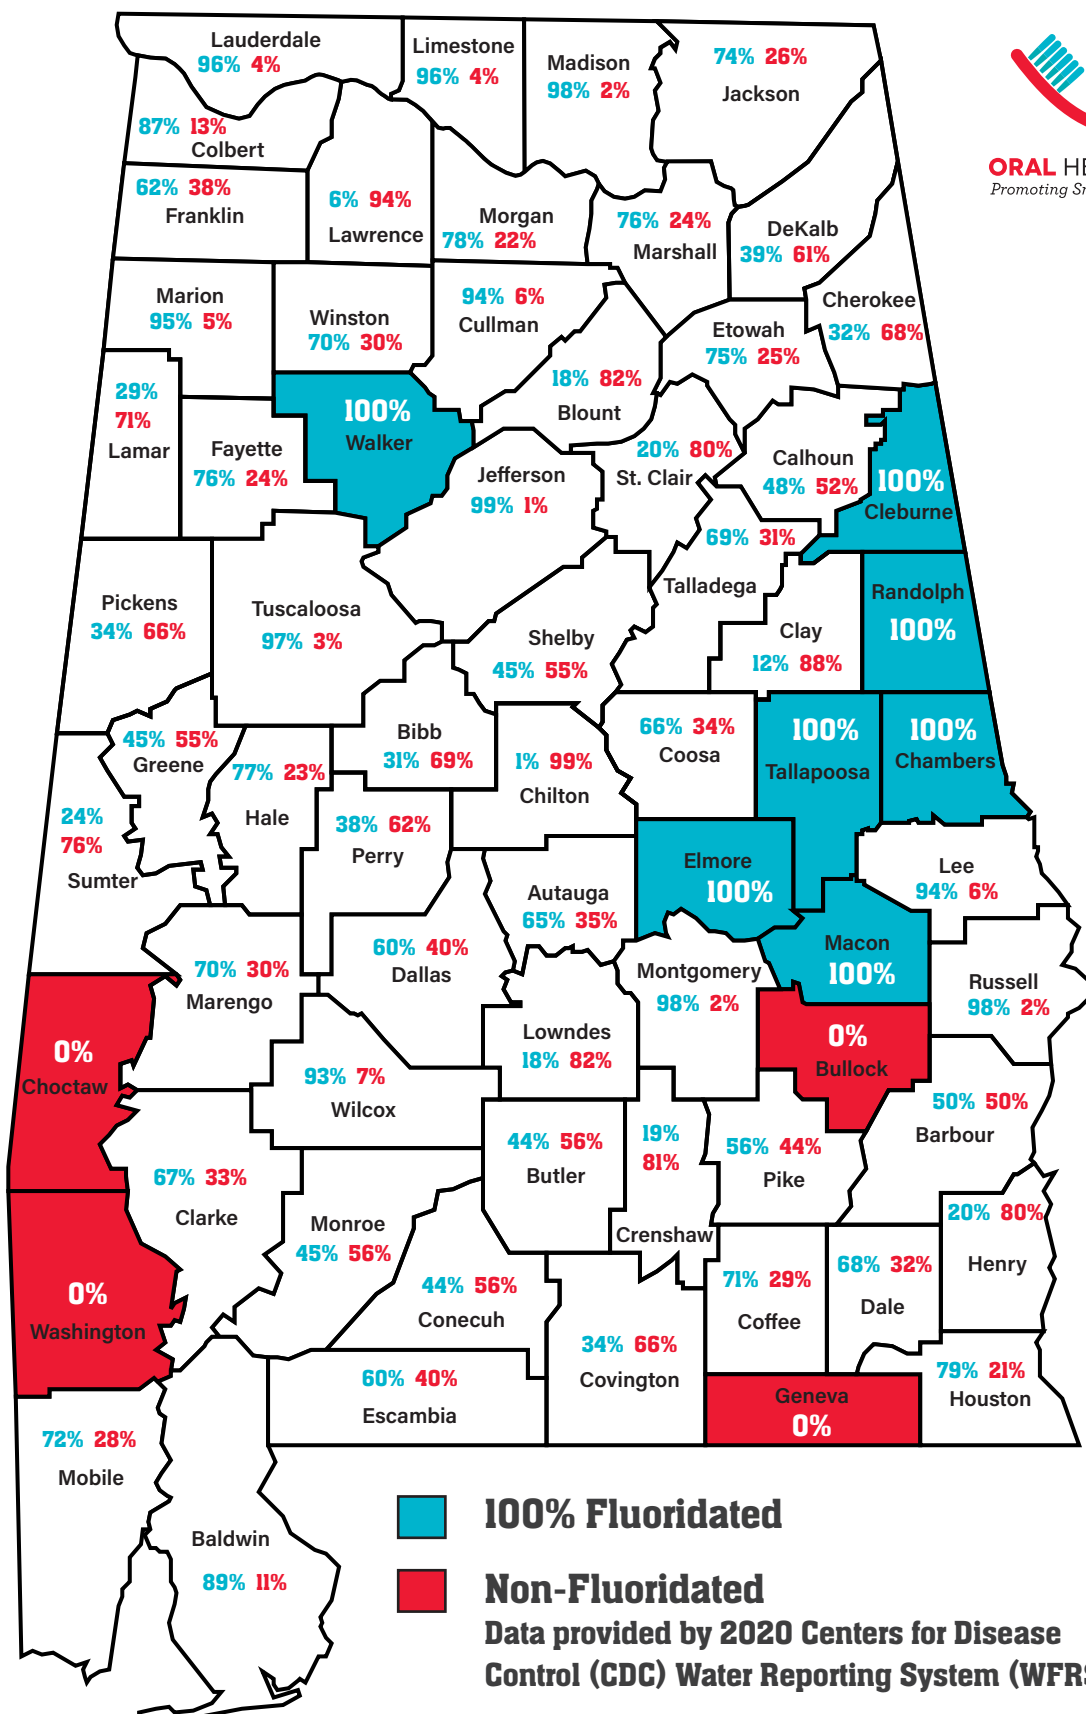 Lauderdale
96% 4%
Limestone
96% 4%
Madison
98% 2%
74% 26%
Jackson
ORAL HE
Promoting Sm
87% 13%
Colbert
62% 38%
Franklin
6% 94%
Lawrence
Morgan
78% 22%
76% 24%
Marshall
DeKalb
39% 61%
Marion
95% 5%
Winston
70% 30%
94% 6%
Cullman
Etowah
75% 25%
Cherokee
32% 68%
29%
71%
Lamar
Fayette
76% 24%
100%
Walker
18% 82%
Blount
Jefferson
99% 1%
20% 80%
St. Clair
Calhoun
48% 52%
100%
Cleburne
69% 31%
Talladega
Pickens
34% 66%
Tuscaloosa
97% 3%
Shelby
45% 55%
Clay
12% 88%
Randolph
100%
45% 55%
Greene
77% 23%
Hale
Bibb
31% 69%
1% 99%
Chilton
66% 34%
Coosa
100%
Tallapoosa
100%
Chambers
24%
76%
Sumter
38% 62%
Perry
Autauga
65% 35%
Elmore
100%
Lee
94% 6%
70% 30%
Marengo
60% 40%
Dallas
Montgomery
98% 2%
Macon
100%
Russell
98% 2%
0%
Choctaw
93% 7%
Wilcox
Lowndes
18% 82%
0%
Bullock
50% 50%
Barbour
67% 33%
Clarke
44% 56%
Butler
19%
81%
Crenshaw
56% 44%
Pike
20% 80%
Henry
0%
Washington
Monroe
45% 56%
44% 56%
Conecuh
71% 29%
Coffee
68% 32%
Dale
60% 40%
Escambia
34% 66%
Covington
Geneva
0%
79% 21%
Houston
72% 28%
Mobile
Baldwin
89% 11%
100% Fluoridated
Non-Fluoridated
Data provided by 2020 Centers for Disease
Control (CDC) Water Reporting System (WFRS